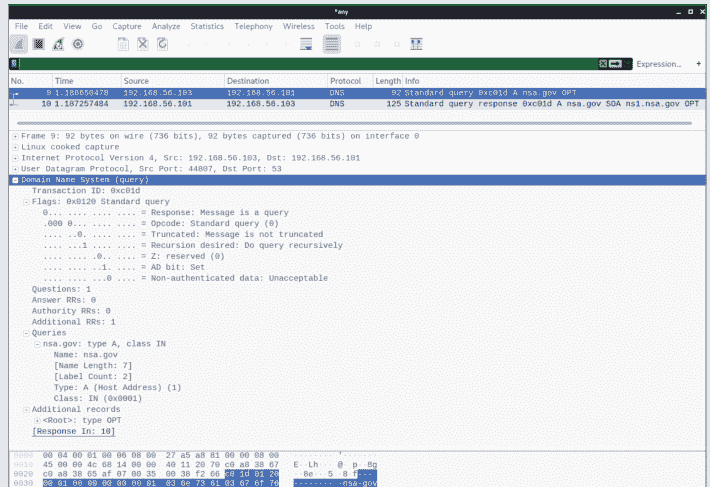 *any
File Edit View Go Capture Analyze Statistics Telephony Wireless Tools Help
Expression... +
No. Time Source Destination Protocol Length Info
9 1.186650478 192.168.56.103 192.168.56.101 DNS 92 Standard query 0xc01d A nsa.gov OPT
10 1.187257484 192.168.56.101 192.168.56.103 DNS 125 Standard query response 0xc01d A nsa.gov SOA ns1.nsa.gov OPT
Frame 9: 92 bytes on wire (736 bits), 92 bytes captured (736 bits) on interface 0
Linux cooked capture
Internet Protocol Version 4, Src: 192.168.56.103, Dst: 192.168.56.101
User Datagram Protocol, Src Port: 44807, Dst Port: 53
Domain Name System (query)
Transaction ID: 0xc01d
Flags: 0x0120 Standard query
0... .... .... .... = Response: Message is a query
.000 0... .... .... = Opcode: Standard query (0)
.... ..0. .... .... = Truncated: Message is not truncated
.... ...1 .... .... = Recursion desired: Do query recursively
.... .... .0.. .... = Z: reserved (0)
.... .... ..1. .... = AD bit: Set
.... .... ...0 .... = Non-authenticated data: Unacceptable
Questions: 1
Answer RRs: 0
Authority RRs: 0
Additional RRs: 1
Queries
nsa.gov: type A, class IN
Name: nsa.gov
[Name Length: 7]
[Label Count: 2]
Type: A (Host Address) (1)
Class: IN (0x0001)
Additional records
<Root>: type OPT
[Response In: 10]
0000 00 04 00 01 00 06 08 00 27 a5 a8 81 00 00 08 00
0010 45 00 00 4c 68 14 00 00 40 11 20 70 c0 a8 38 67 E··Lh···@· p··8g
0020 c0 a8 38 65 af 07 00 35 00 38 f2 66 c0 1d 01 20 ··8e···5·8·f···
0030 00 01 00 00 00 00 00 01 03 6e 73 61 03 67 6f 76 ·········nsa·gov